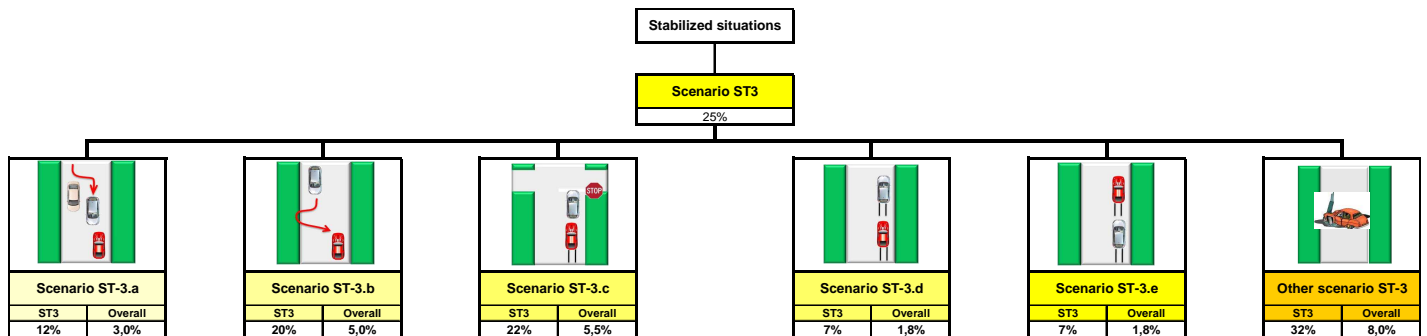 Stabilized situations
Scenario ST3
25%
STOP
Scenario ST-3.a
Scenario ST-3.b
Scenario ST-3.c
Scenario ST-3.d
Scenario ST-3.e
Other scenario ST-3
ST3 Overall
ST3 Overall
ST3 Overall
ST3 Overall
ST3 Overall
ST3 Overall
12% 3,0%
20% 5,0%
22% 5,5%
7% 1,8%
7% 1,8%
32% 8,0%